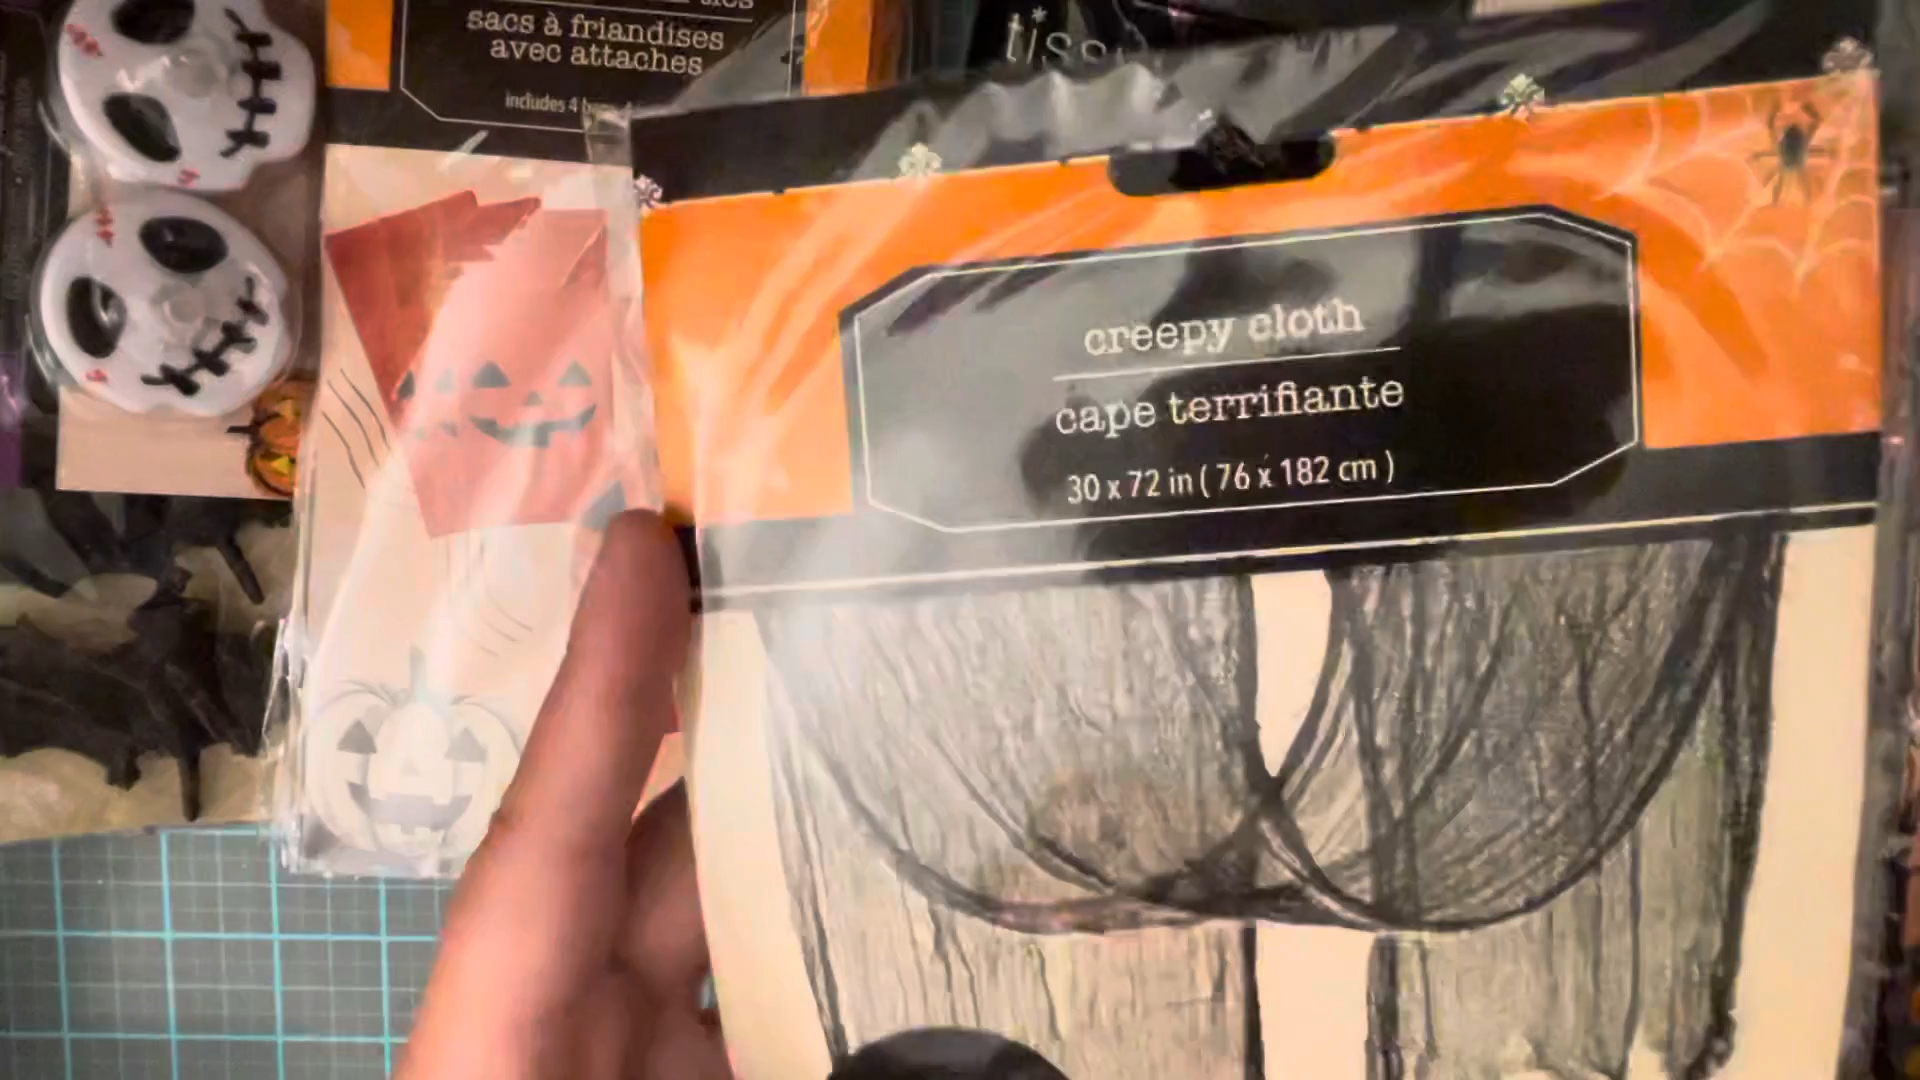 sacs à friandises
avec attaches
includes 4
creepy cloth
cape terrifiante
30 x 72 in ( 76 x 182 cm )